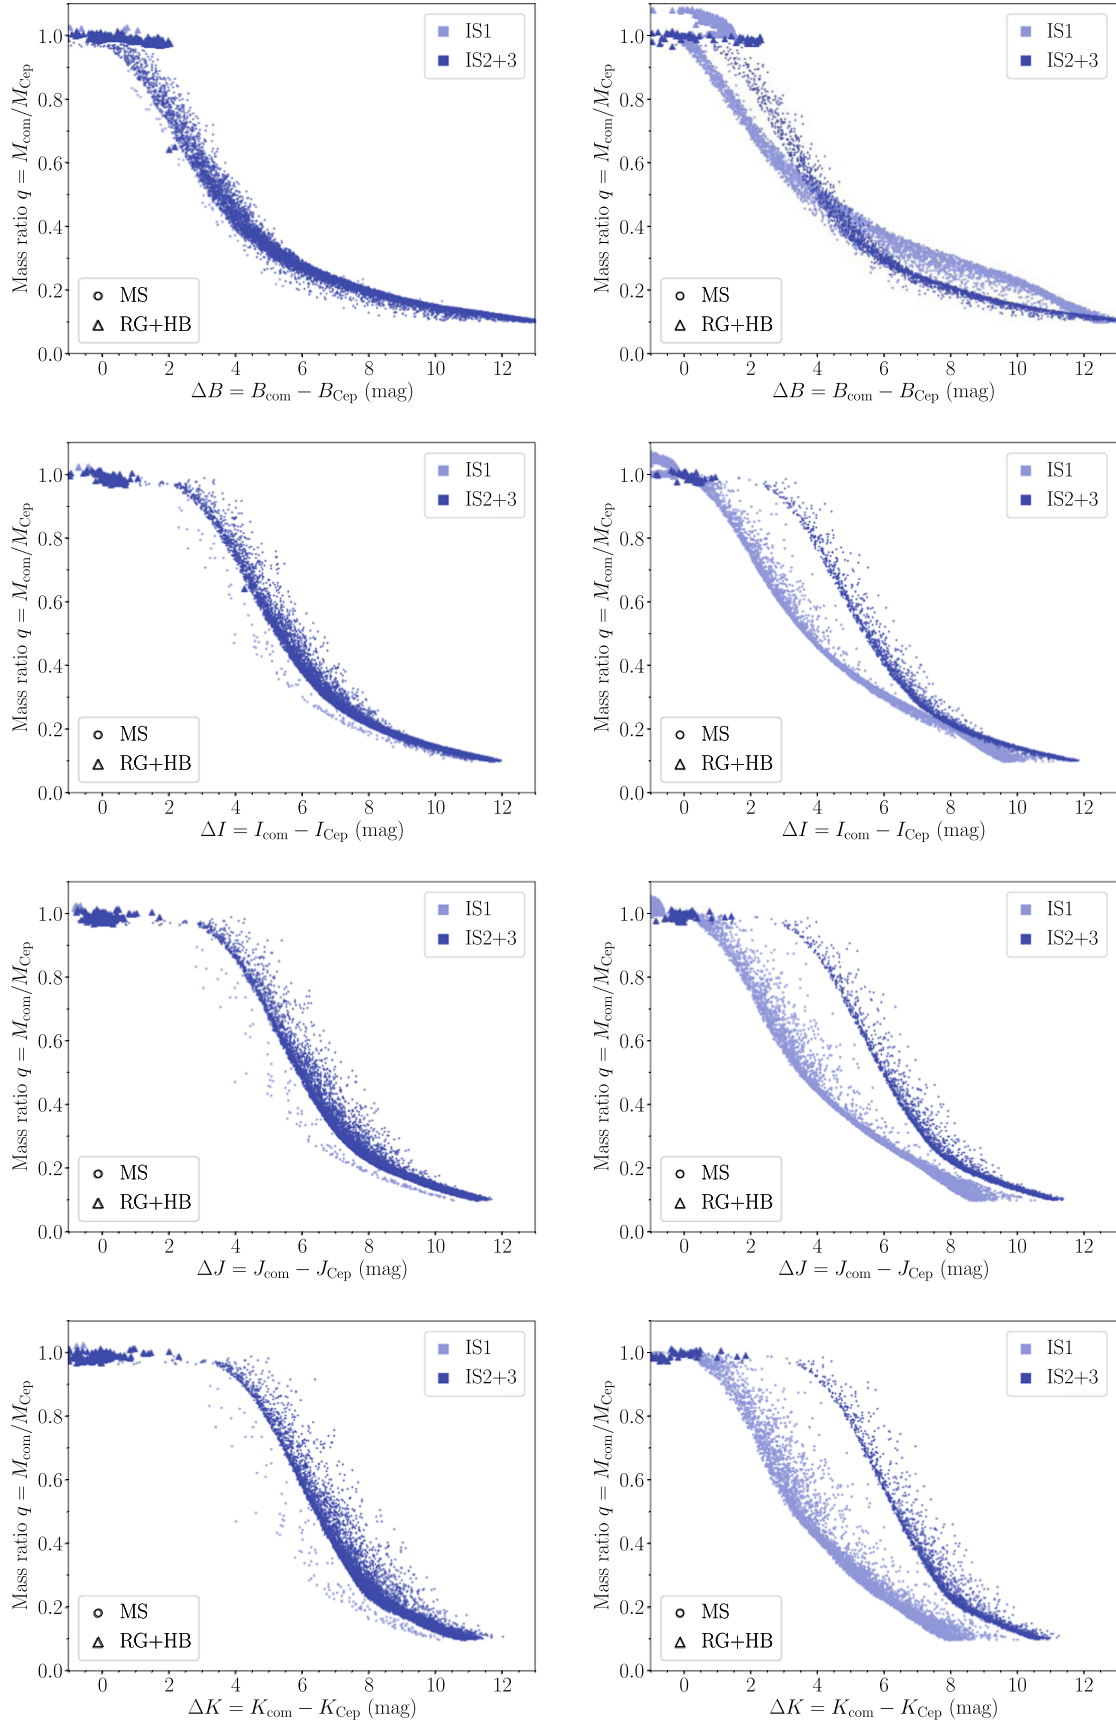 Mass ratio q = M_com/M_Cep
1.0
0.8
0.6
0.4
0.2
0.0
IS1
IS2+3
MS
RG+HB
0 2 4 6 8 10 12
ΔB = B_com − B_Cep (mag)
Mass ratio q = M_com/M_Cep
1.0
0.8
0.6
0.4
0.2
0.0
IS1
IS2+3
MS
RG+HB
0 2 4 6 8 10 12
ΔB = B_com − B_Cep (mag)
Mass ratio q = M_com/M_Cep
1.0
0.8
0.6
0.4
0.2
0.0
IS1
IS2+3
MS
RG+HB
0 2 4 6 8 10 12
ΔI = I_com − I_Cep (mag)
Mass ratio q = M_com/M_Cep
1.0
0.8
0.6
0.4
0.2
0.0
IS1
IS2+3
MS
RG+HB
0 2 4 6 8 10 12
ΔI = I_com − I_Cep (mag)
Mass ratio q = M_com/M_Cep
1.0
0.8
0.6
0.4
0.2
0.0
IS1
IS2+3
MS
RG+HB
0 2 4 6 8 10 12
ΔJ = J_com − J_Cep (mag)
Mass ratio q = M_com/M_Cep
1.0
0.8
0.6
0.4
0.2
0.0
IS1
IS2+3
MS
RG+HB
0 2 4 6 8 10 12
ΔJ = J_com − J_Cep (mag)
Mass ratio q = M_com/M_Cep
1.0
0.8
0.6
0.4
0.2
0.0
IS1
IS2+3
MS
RG+HB
0 2 4 6 8 10 12
ΔK = K_com − K_Cep (mag)
Mass ratio q = M_com/M_Cep
1.0
0.8
0.6
0.4
0.2
0.0
IS1
IS2+3
MS
RG+HB
0 2 4 6 8 10 12
ΔK = K_com − K_Cep (mag)